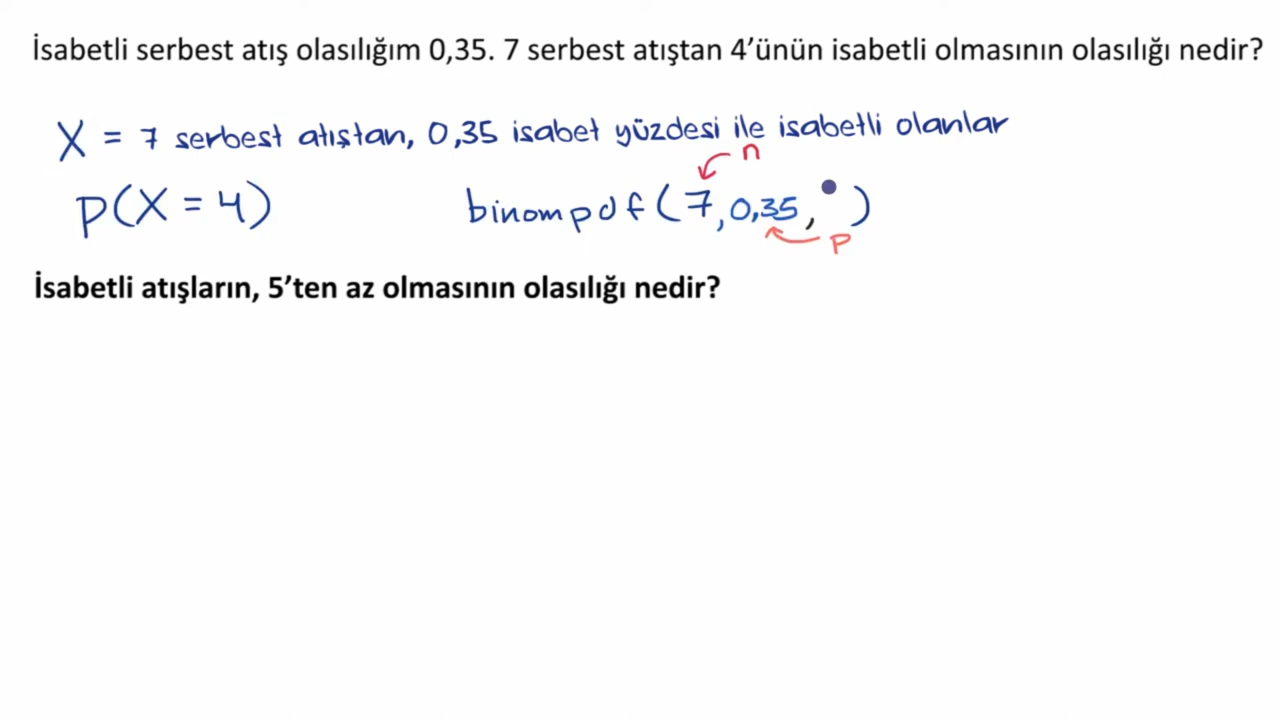 İsabetli serbest atış olasılığım 0,35. 7 serbest atıştan 4’ünün isabetli olmasının olasılığı nedir?
X = 7 serbest atıştan, 0,35 isabet yüzdesi ile isabetli olanlar
n
P(X = 4) binompdf(7, 0,35, )
P
İsabetli atışların, 5’ten az olmasının olasılığı nedir?